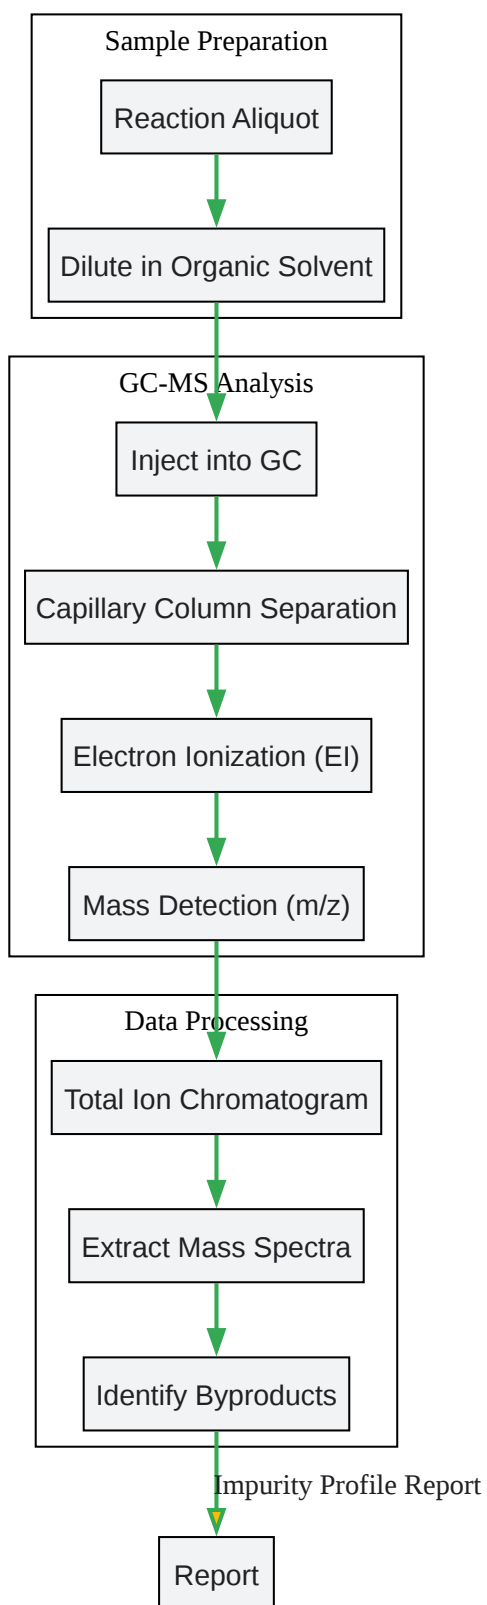 Sample Preparation
Reaction Aliquot
Dilute in Organic Solvent
GC-MS Analysis
Inject into GC
Capillary Column Separation
Electron Ionization (EI)
Mass Detection (m/z)
Data Processing
Total Ion Chromatogram
Extract Mass Spectra
Identify Byproducts
Impurity Profile Report
Report